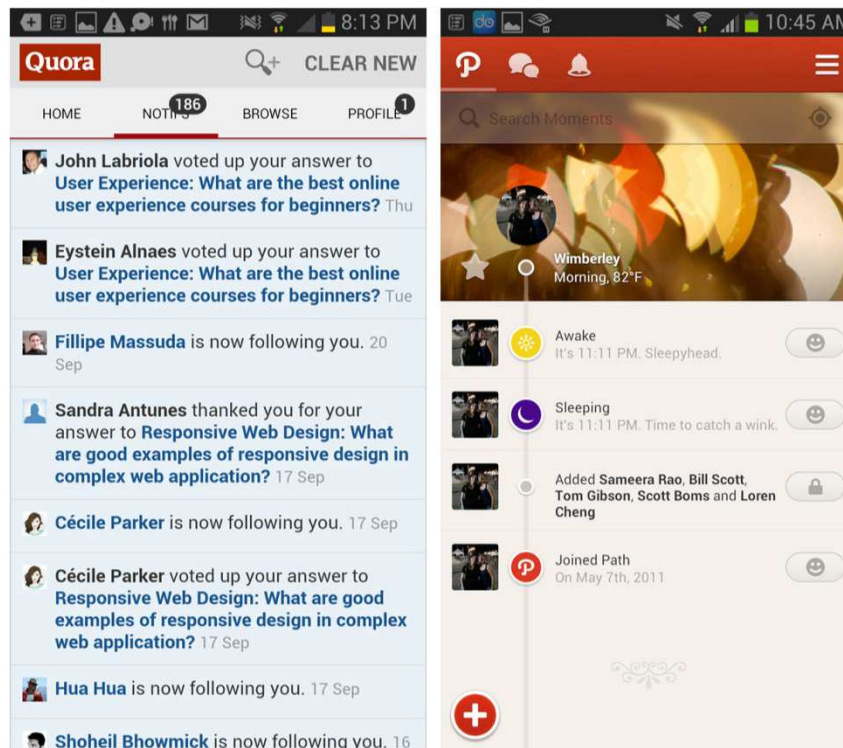 8:13 PM
Quora
CLEAR NEW
HOME
NOTIFS
186
BROWSE
PROFILE
1
John Labriola voted up your answer to
User Experience: What are the best online
user experience courses for beginners? Thu
Eystein Alnaes voted up your answer to
User Experience: What are the best online
user experience courses for beginners? Tue
Fillipe Massuda is now following you. 20
Sep
Sandra Antunes thanked you for your
answer to Responsive Web Design: What
are good examples of responsive design in
complex web application? 17 Sep
Cécile Parker is now following you. 17 Sep
Cécile Parker voted up your answer to
Responsive Web Design: What are good
examples of responsive design in complex
web application? 17 Sep
Hua Hua is now following you. 17 Sep
Shoheil Bhowmick is now following you. 16
do
10:45 AM
Search Moments
Wimberley
Morning, 82°F
Awake
It's 11:11 PM. Sleepyhead.
Sleeping
It's 11:11 PM. Time to catch a wink.
Added Sameera Rao, Bill Scott,
Tom Gibson, Scott Boms and Loren
Cheng
Joined Path
On May 7th, 2011